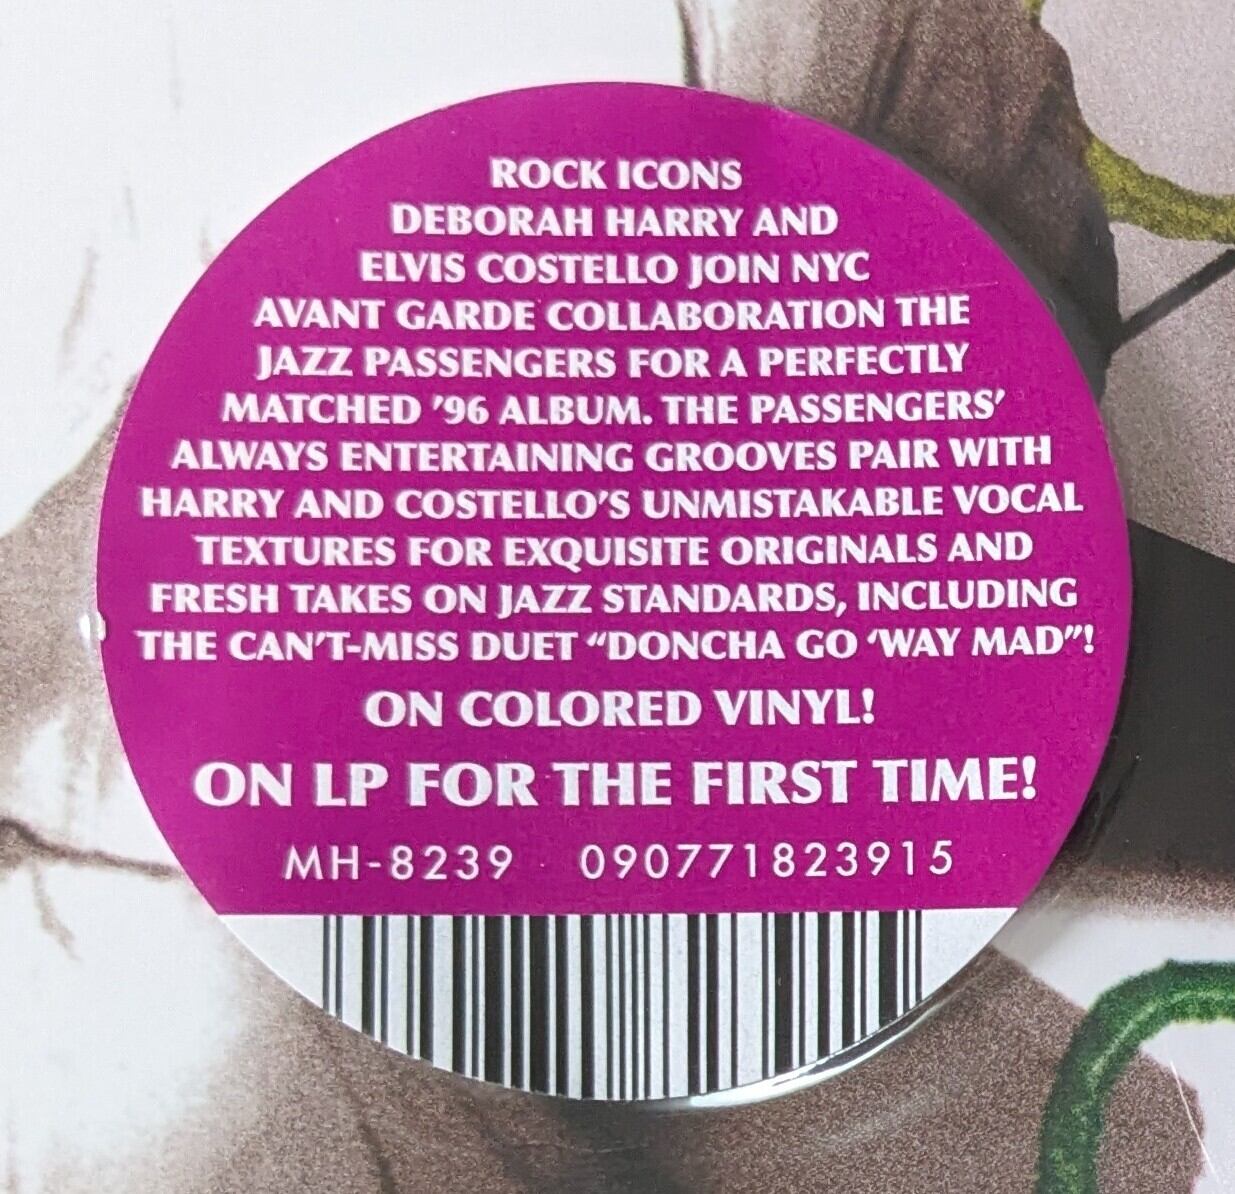 ROCK ICONS
DEBORAH HARRY AND
ELVIS COSTELLO JOIN NYC
AVANT GARDE COLLABORATION THE
JAZZ PASSENGERS FOR A PERFECTLY
MATCHED ’96 ALBUM. THE PASSENGERS’
ALWAYS ENTERTAINING GROOVES PAIR WITH
HARRY AND COSTELLO’S UNMISTAKABLE VOCAL
TEXTURES FOR EXQUISITE ORIGINALS AND
FRESH TAKES ON JAZZ STANDARDS, INCLUDING
THE CAN’T-MISS DUET “DONCHA GO ‘WAY MAD”!
ON COLORED VINYL!
ON LP FOR THE FIRST TIME!
MH-8239 090771823915